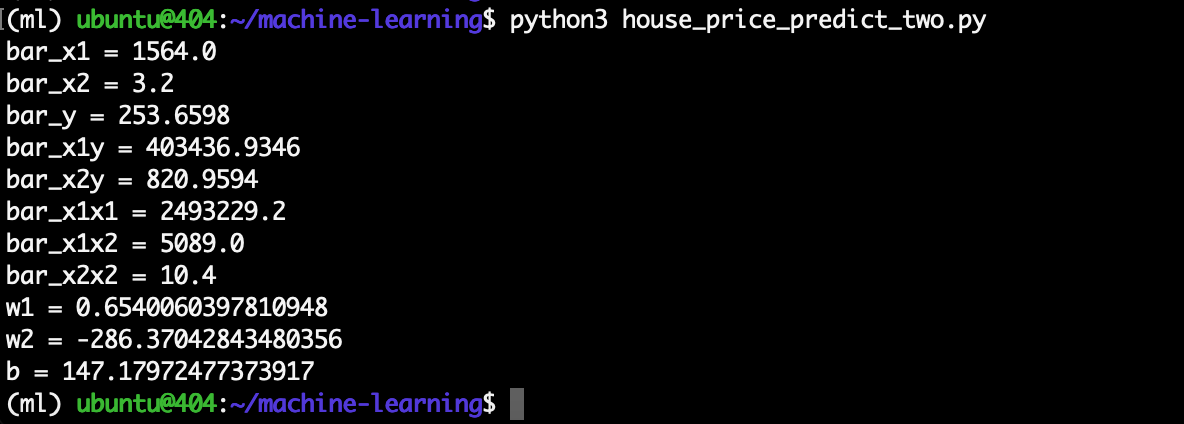 (ml) ubuntu@404:~/machine-learning$ python3 house_price_predict_two.py
bar_x1 = 1564.0
bar_x2 = 3.2
bar_y = 253.6598
bar_x1y = 403436.9346
bar_x2y = 820.9594
bar_x1x1 = 2493229.2
bar_x1x2 = 5089.0
bar_x2x2 = 10.4
w1 = 0.6540060397810948
w2 = -286.37042843480356
b = 147.17972477373917
(ml) ubuntu@404:~/machine-learning$